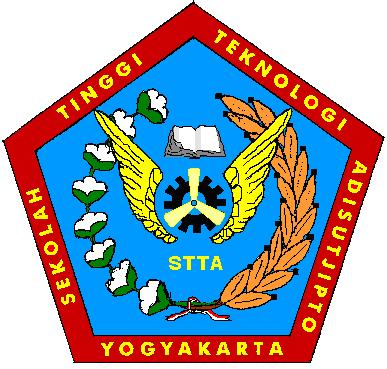 SEKOLAH
TINGGI
TEKNOLOGI
ADISUTJIPTO
YOGYAKARTA
STTA